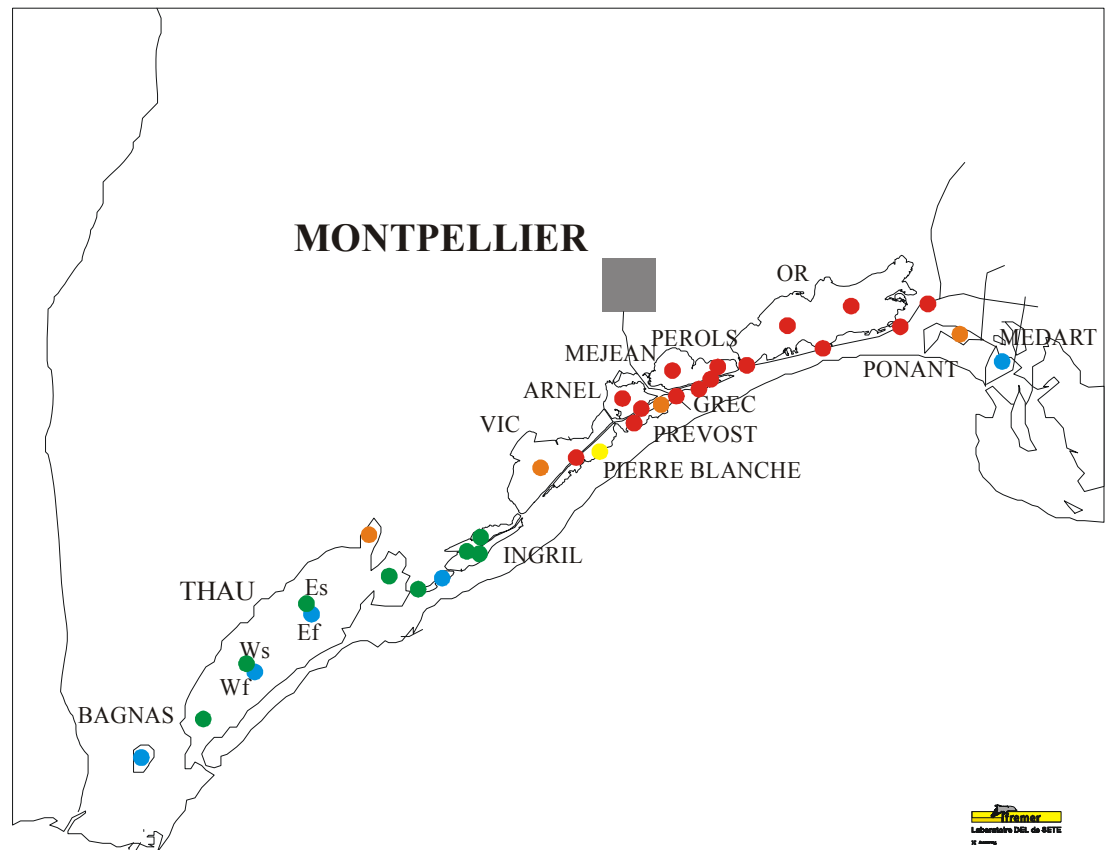 MONTPELLIER
OR
PEROLS
MEDART
MEJEAN
PONANT
ARNEL
GREC
VIC
PREVOST
PIERRE BLANCHE
INGRIL
THAU
Es
Ef
Ws
Wf
BAGNAS
Ifremer
Laboratoire DEL de SETE